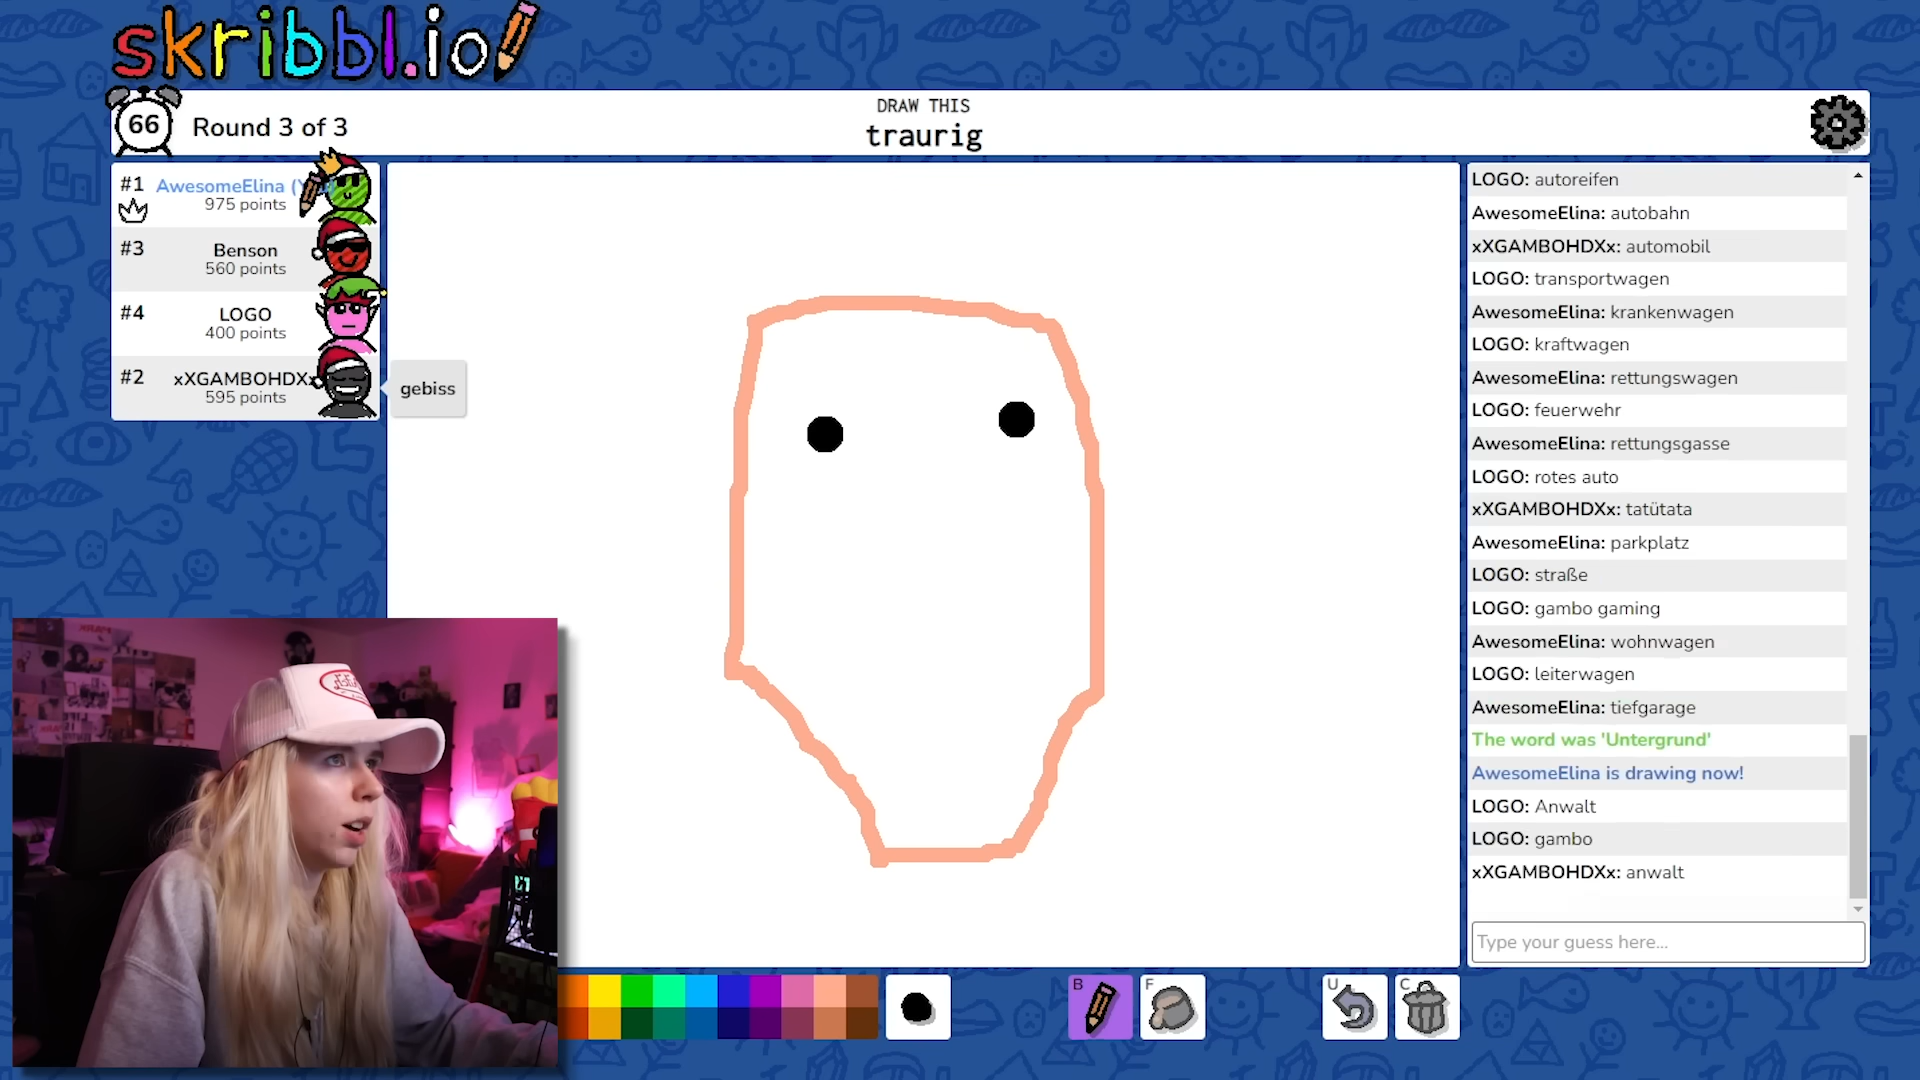 skribbl.io
66
Round 3 of 3
DRAW THIS
traurig
#1
AwesomeElina (Y
975 points
#3
Benson
560 points
#4
LOGO
400 points
#2
xXGAMBOHDXx
595 points
gebiss
LOGO: autoreifen
AwesomeElina: autobahn
xXGAMBOHDXx: automobil
LOGO: transportwagen
AwesomeElina: krankenwagen
LOGO: kraftwagen
AwesomeElina: rettungswagen
LOGO: feuerwehr
AwesomeElina: rettungsgasse
LOGO: rotes auto
xXGAMBOHDXx: tatütata
AwesomeElina: parkplatz
LOGO: straße
LOGO: gambo gaming
AwesomeElina: wohnwagen
LOGO: leiterwagen
AwesomeElina: tiefgarage
The word was 'Untergrund'
AwesomeElina is drawing now!
LOGO: Anwalt
LOGO: gambo
xXGAMBOHDXx: anwalt
Type your guess here...
B
F
U
C